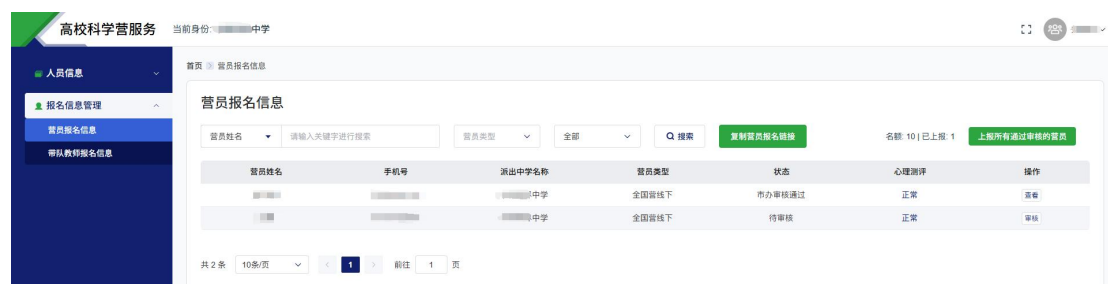 高校科学营服务 当前身份: 中学
人员信息
报名信息管理
营员报名信息
带队教师报名信息
首页 营员报名信息
营员报名信息
营员姓名 请输入关键字进行搜索 营员类型 全部 搜索 复制营员报名链接 名额: 10 | 已上报: 1 上报所有通过审核的营员
营员姓名 手机号 派出中学名称 营员类型 状态 心理测评 操作
中学 全国营线下 市办审核通过 正常 查看
中学 全国营线下 待审核 正常 审核
共 2 条 10条/页 1 前往 1 页